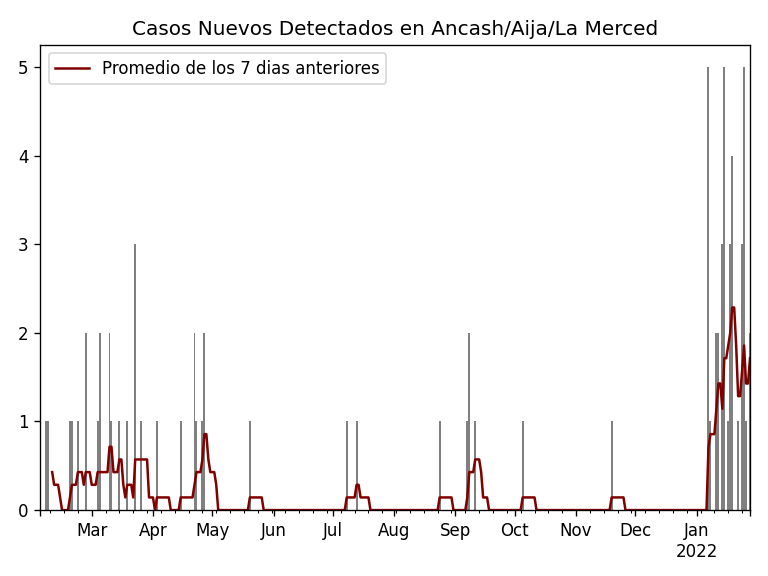 Casos Nuevos Detectados en Ancash/Aija/La Merced
Promedio de los 7 dias anteriores
5
4
3
2
1
0
Mar Apr May Jun Jul Aug Sep Oct Nov Dec Jan
2022